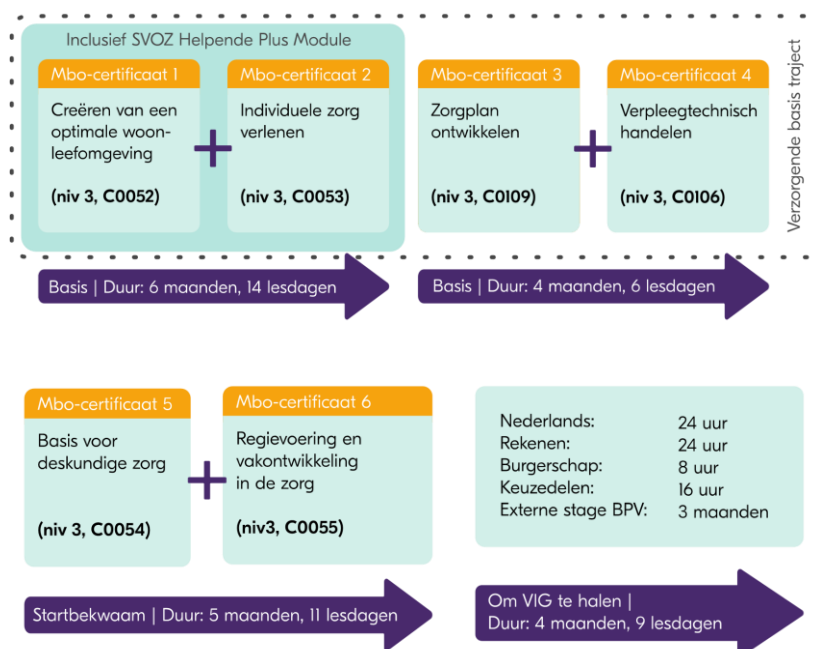 Inclusief SVOZ Helpende Plus Module
Mbo-certificaat 1
Creëren van een
optimale woon-
leefomgeving
(niv 3, C0052)
+
Mbo-certificaat 2
Individuele zorg
verlenen
(niv 3, C0053)
Mbo-certificaat 3
Zorgplan
ontwikkelen
(niv 3, C0109)
+
Mbo-certificaat 4
Verpleegtechnisch
handelen
(niv 3, C0106)
Verzorgende basis traject
Basis | Duur: 6 maanden, 14 lesdagen
Basis | Duur: 4 maanden, 6 lesdagen
Mbo-certificaat 5
Basis voor
deskundige zorg
(niv 3, C0054)
+
Mbo-certificaat 6
Regievoering en
vakontwikkeling
in de zorg
(niv3, C0055)
Nederlands: 24 uur
Rekenen: 24 uur
Burgerschap: 8 uur
Keuzedelen: 16 uur
Externe stage BPV: 3 maanden
Startbekwaam | Duur: 5 maanden, 11 lesdagen
Om VIG te halen |
Duur: 4 maanden, 9 lesdagen